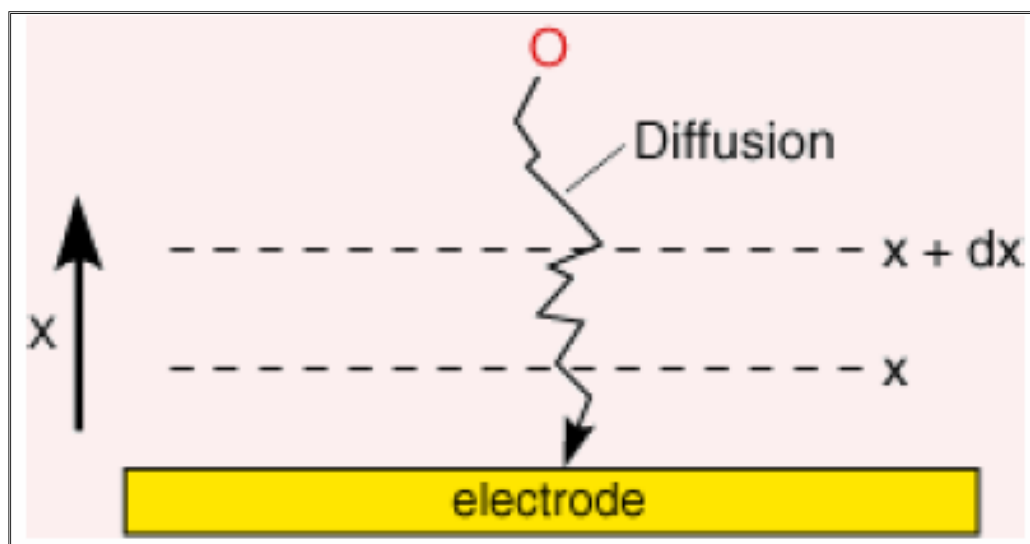 O
Diffusion
x + dx
x
x
electrode